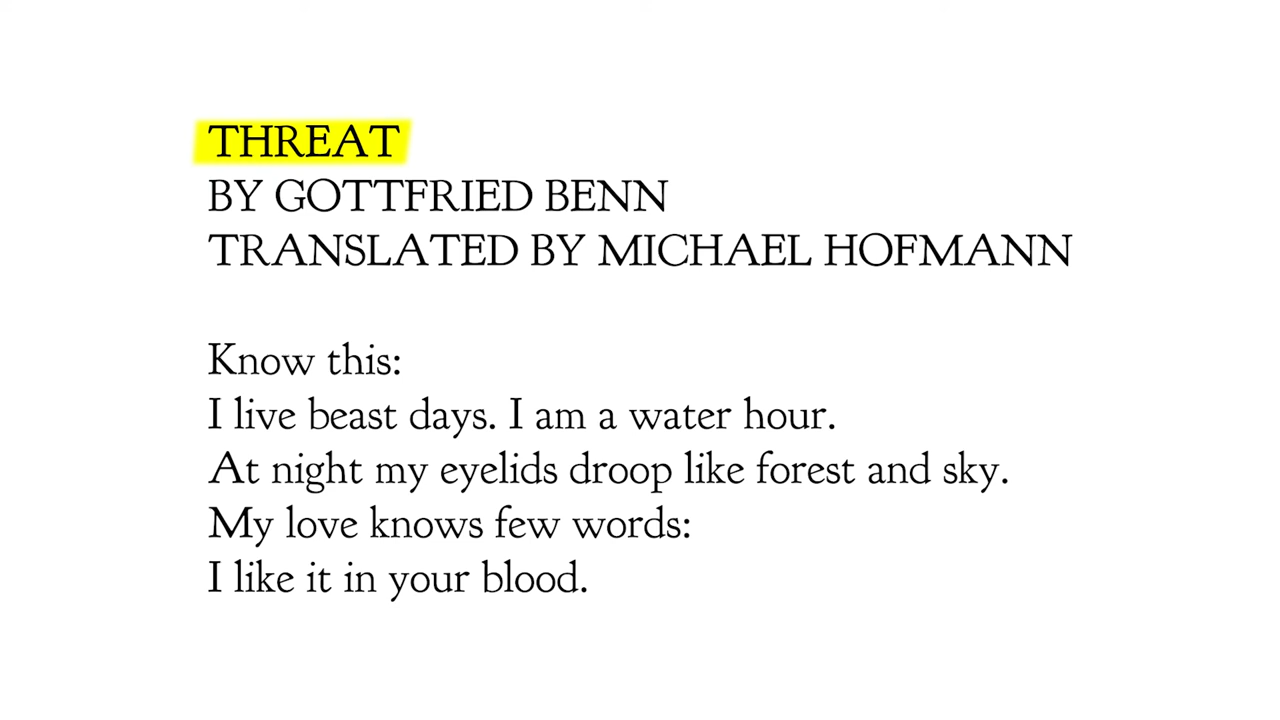 THREAT
BY GOTTFRIED BENN
TRANSLATED BY MICHAEL HOFMANN
Know this:
I live beast days. I am a water hour.
At night my eyelids droop like forest and sky.
My love knows few words:
I like it in your blood.